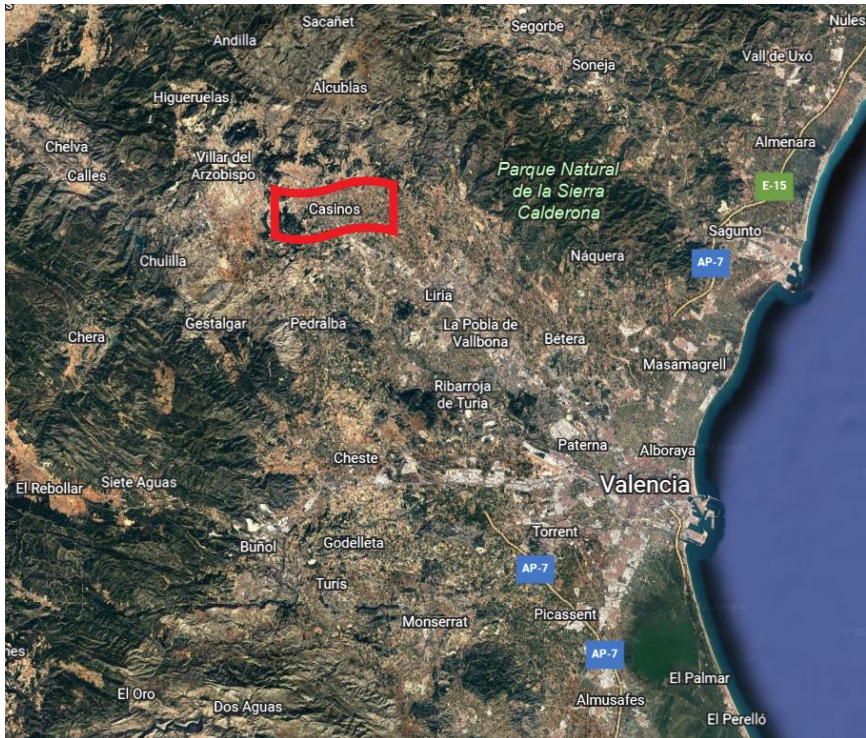 s
Sacañet
Andilla
Segorbe
Nules
Soneja
Vall de Uxó
Alcublas
Higueruelas
Chelva
Calles
Villar del
Arzobispo
Almenara
Parque Natural
de la Sierra
Calderona
E-15
Casinos
Sagunto
Chulilla
Náquera
AP-7
Liria
Gestalgar
Pedralba
La Pobla de
Vallbona
Bétera
Chera
Masamagrell
Ribarroja
de Turia
Paterna
Alboraya
Cheste
El Rebollar
Siete Aguas
Valencia
Torrent
Buñol
Godelleta
AP-7
Turís
Picassent
Monserrat
nes
AP-7
El Palmar
El Oro
Dos Aguas
Almusafes
El Perelló